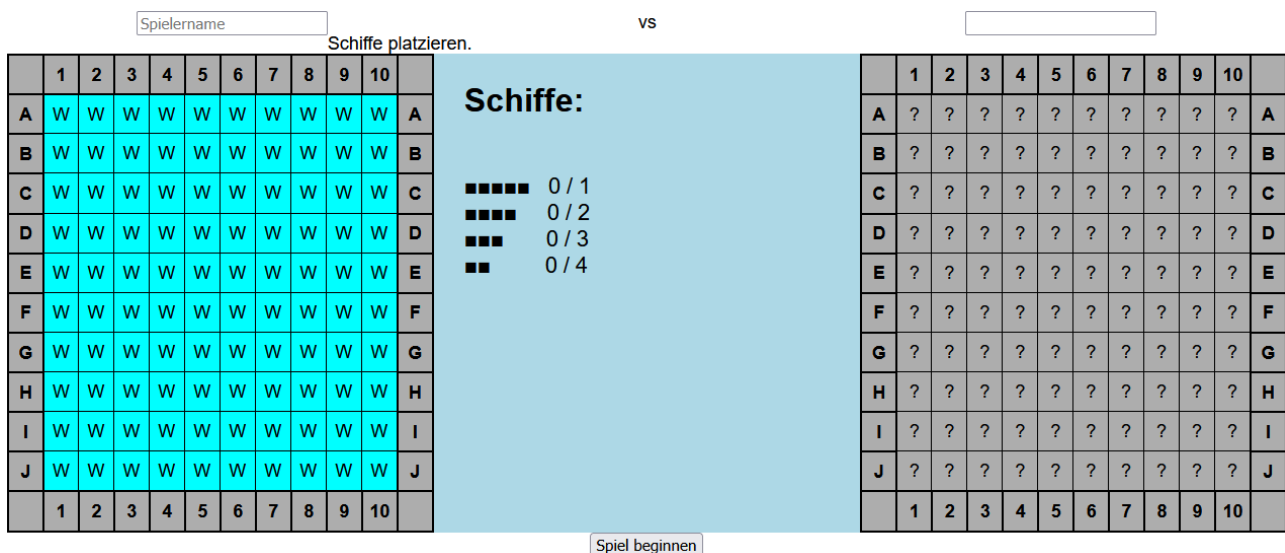 Spielername vs
Schiffe platzieren.
1 2 3 4 5 6 7 8 9 10 1 2 3 4 5 6 7 8 9 10
Schiffe:
A W W W W W W W W W W A A ? ? ? ? ? ? ? ? ? ? A
B W W W W W W W W W W B B ? ? ? ? ? ? ? ? ? ? B
C W W W W W W W W W W C ■■■■■ 0 / 1 C ? ? ? ? ? ? ? ? ? ? C
D W W W W W W W W W W D ■■■■ 0 / 2 D ? ? ? ? ? ? ? ? ? ? D
■■■ 0 / 3
E W W W W W W W W W W E ■■ 0 / 4 E ? ? ? ? ? ? ? ? ? ? E
F W W W W W W W W W W F F ? ? ? ? ? ? ? ? ? ? F
G W W W W W W W W W W G G ? ? ? ? ? ? ? ? ? ? G
H W W W W W W W W W W H H ? ? ? ? ? ? ? ? ? ? H
I W W W W W W W W W W I I ? ? ? ? ? ? ? ? ? ? I
J W W W W W W W W W W J J ? ? ? ? ? ? ? ? ? ? J
1 2 3 4 5 6 7 8 9 10 1 2 3 4 5 6 7 8 9 10
Spiel beginnen